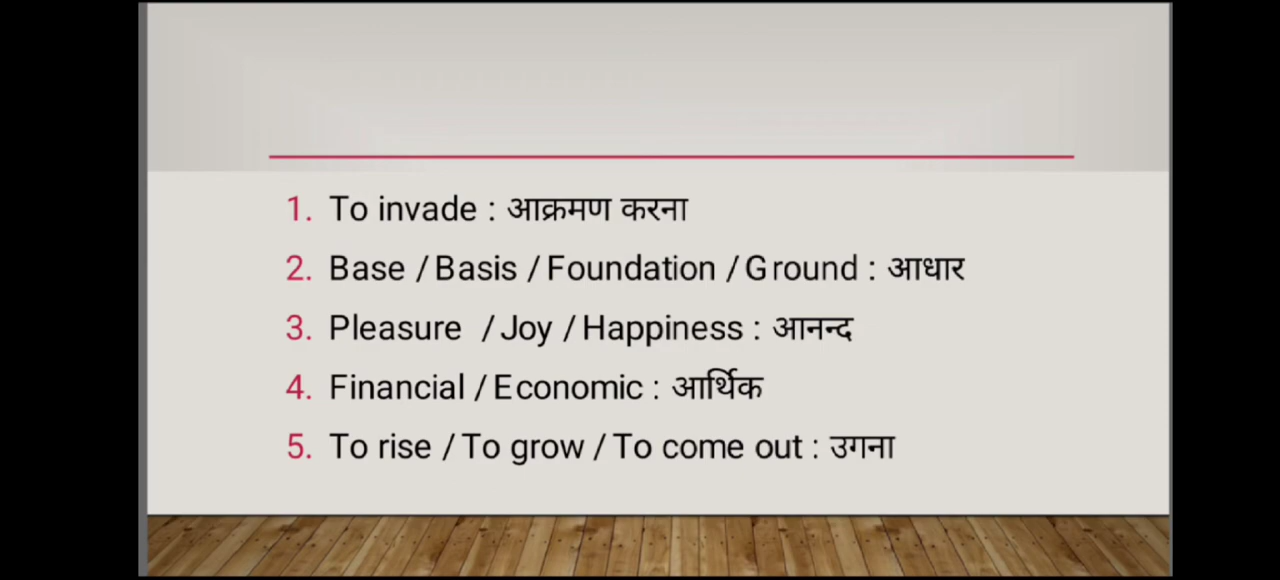 1. To invade : आक्रमण करना
2. Base / Basis / Foundation / Ground : आधार
3. Pleasure / Joy / Happiness : आनन्द
4. Financial / Economic : आर्थिक
5. To rise / To grow / To come out : उगना